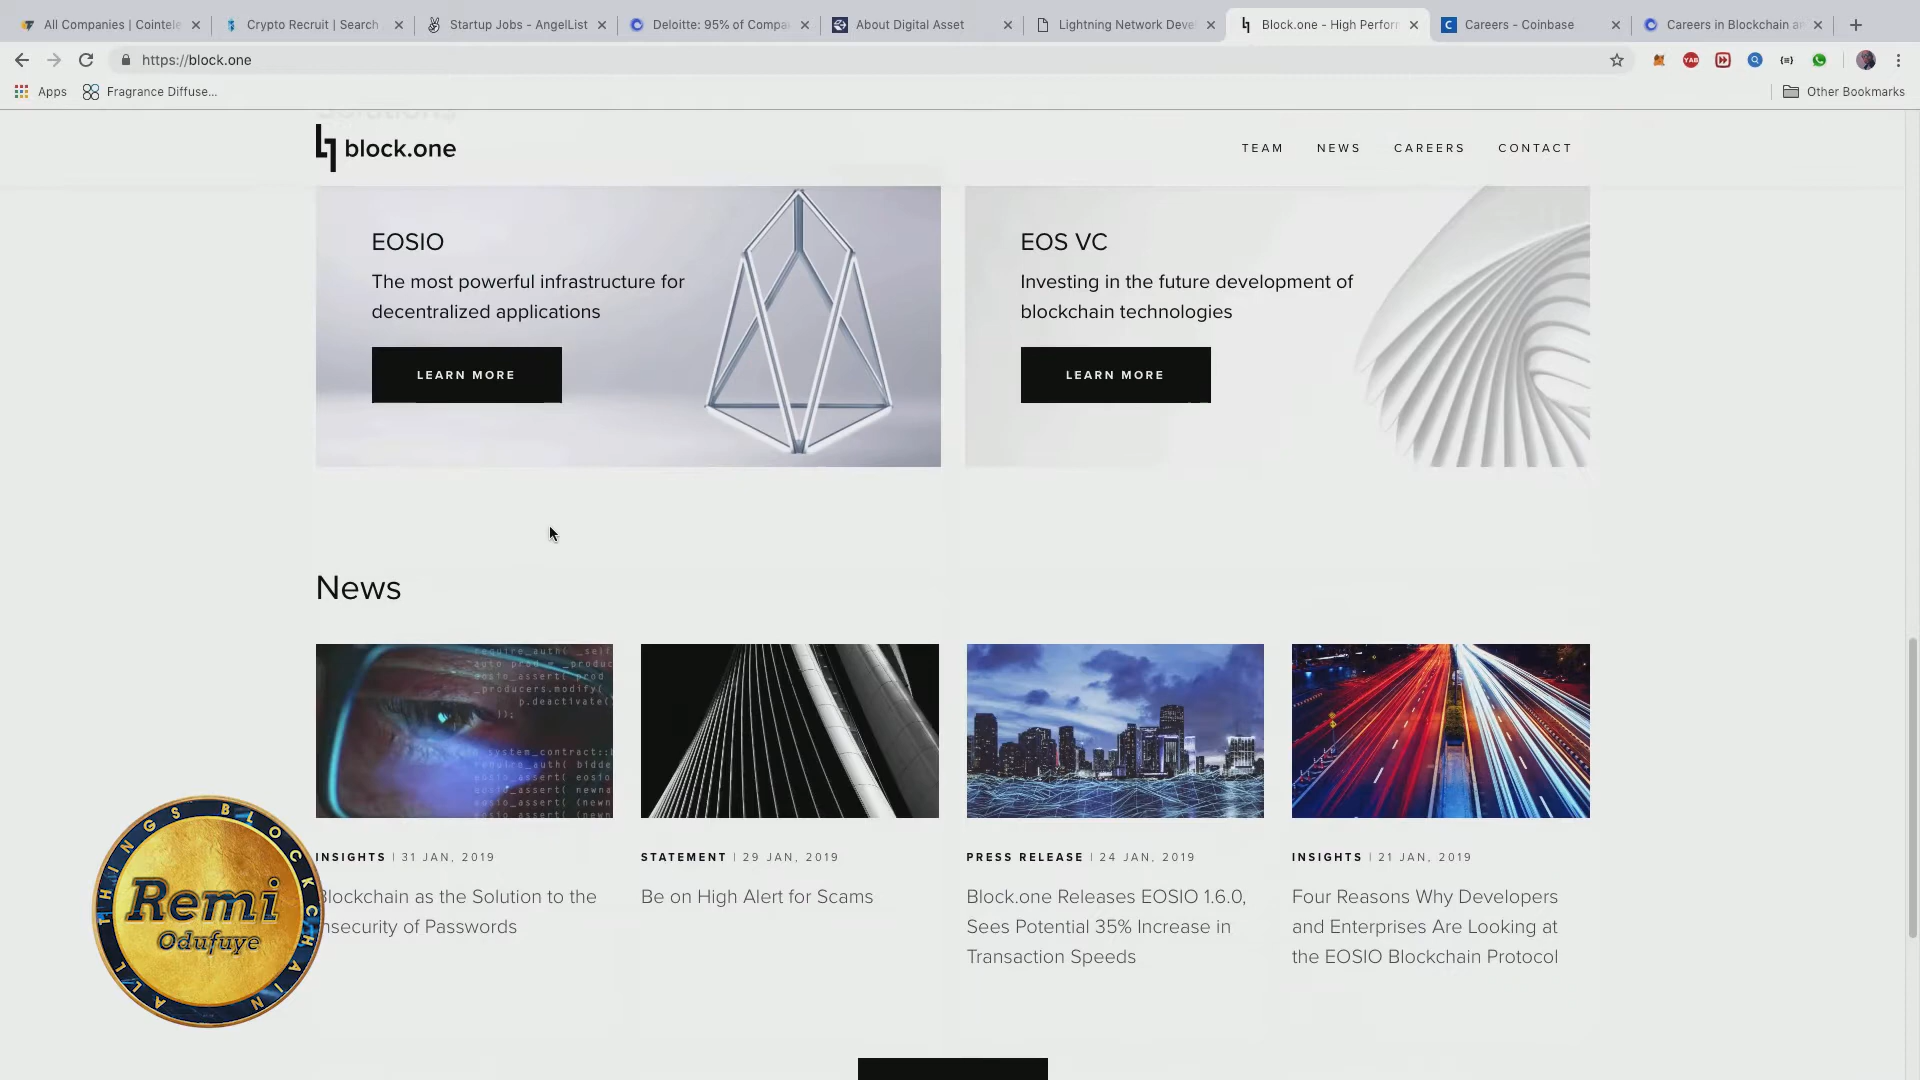 All Companies | Cointele
Crypto Recruit | Search
Startup Jobs - AngelList
Deloitte: 95% of Compa
About Digital Asset
Lightning Network Deve
Block.one - High Perfor
Careers - Coinbase
Careers in Blockchain a
https://block.one
Apps
Fragrance Diffuse...
Other Bookmarks
Solutions
block.one
TEAM
NEWS
CAREERS
CONTACT
EOSIO
The most powerful infrastructure for
decentralized applications
LEARN MORE
EOS VC
Investing in the future development of
blockchain technologies
LEARN MORE
News
INSIGHTS | 31 JAN, 2019
Blockchain as the Solution to the
Insecurity of Passwords
STATEMENT | 29 JAN, 2019
Be on High Alert for Scams
PRESS RELEASE | 24 JAN, 2019
Block.one Releases EOSIO 1.6.0,
Sees Potential 35% Increase in
Transaction Speeds
INSIGHTS | 21 JAN, 2019
Four Reasons Why Developers
and Enterprises Are Looking at
the EOSIO Blockchain Protocol
ALL THINGS BLOCKCHAIN
Remi
Odufuye